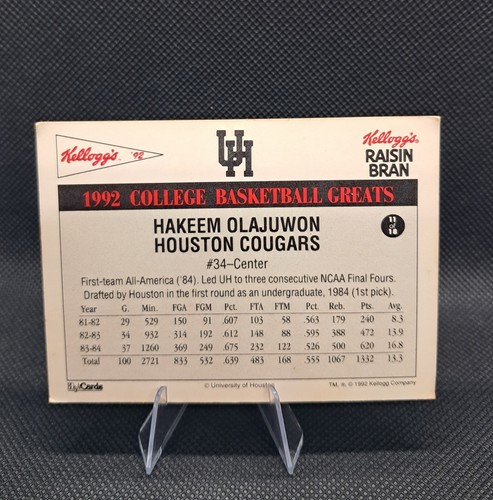 Kellogg's '92
UH
Kellogg's
RAISIN
BRAN
1992 COLLEGE BASKETBALL GREATS
HAKEEM OLAJUWON
HOUSTON COUGARS
11
of
18
#34–Center
First-team All-America ('84). Led UH to three consecutive NCAA Final Fours.
Drafted by Houston in the first round as an undergraduate, 1984 (1st pick).
Year G. Min. FGA FGM Pct. FTA FTM Pct. Reb. Pts. Avg.
81-82 29 529 150 91 .607 103 58 .563 179 240 8.3
82-83 34 932 314 192 .612 148 88 .595 388 472 13.9
83-84 37 1260 369 249 .675 232 122 .526 500 620 16.8
Total 100 2721 833 532 .639 483 168 .555 1067 1332 13.3
Cards
© University of Houston
TM, ®, © 1992 Kellogg Company